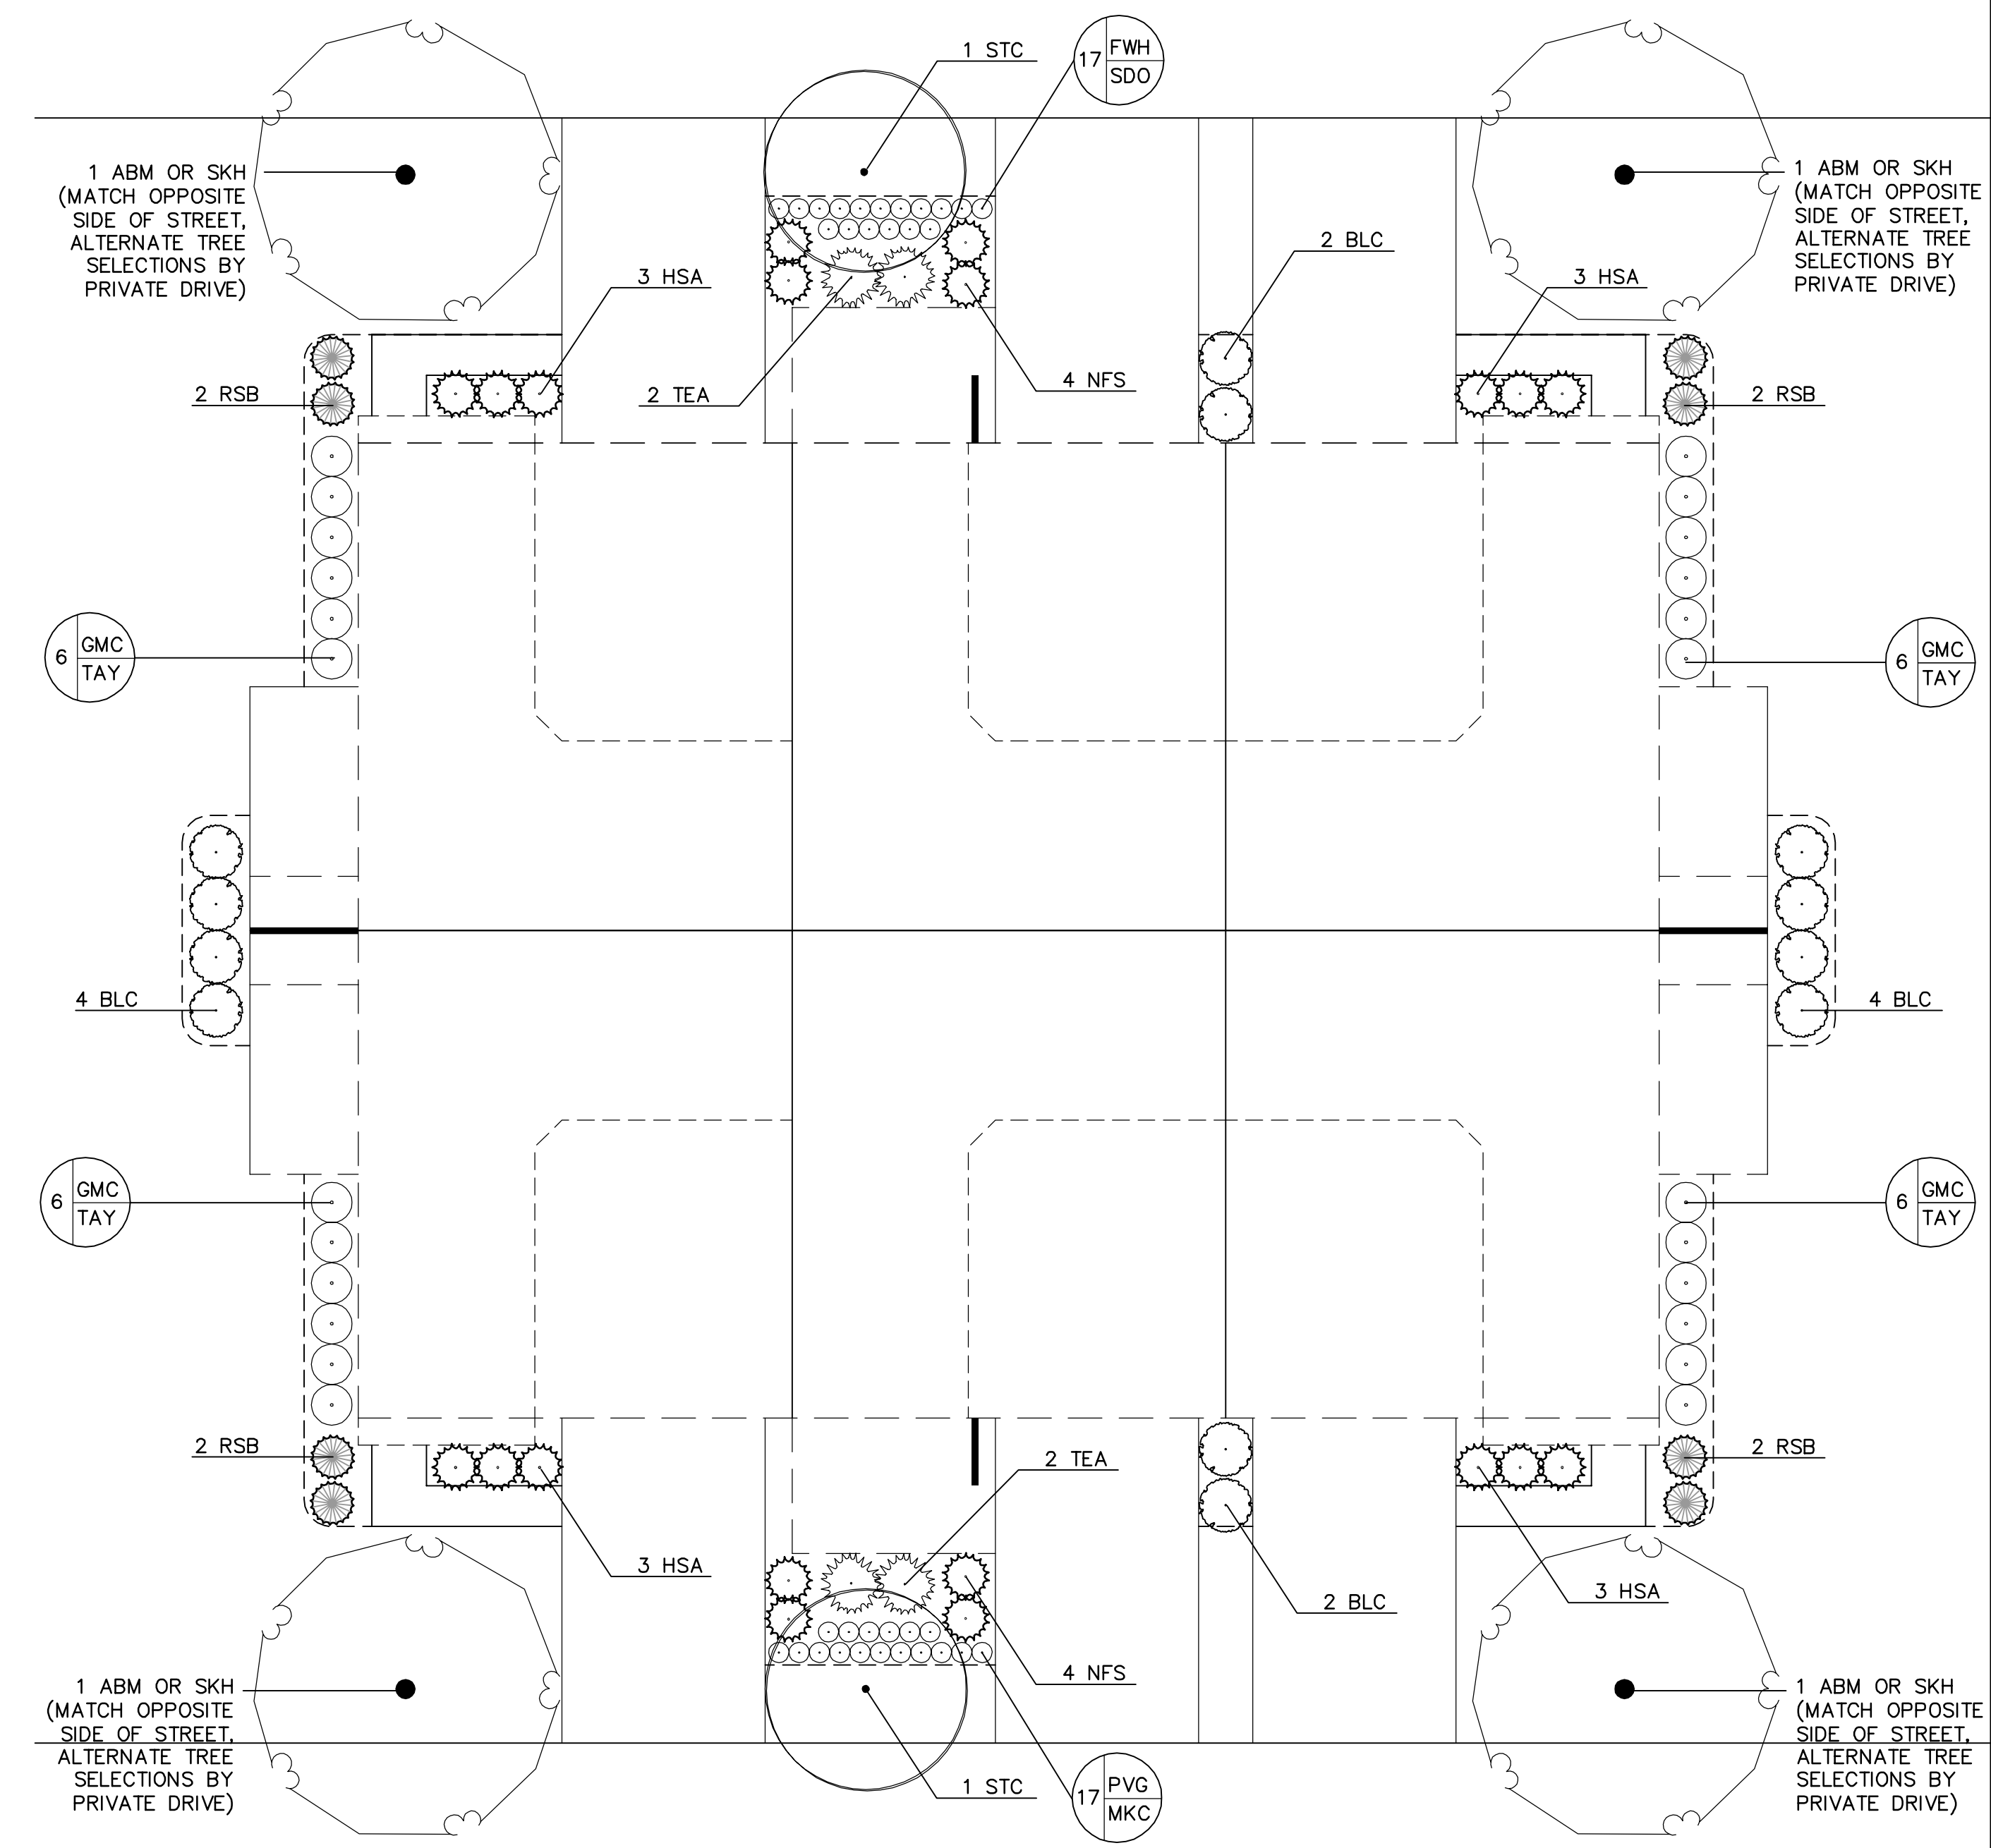 1 STC
17
FWH
SDO
1 ABM OR SKH
(MATCH OPPOSITE
SIDE OF STREET,
ALTERNATE TREE
SELECTIONS BY
PRIVATE DRIVE)
1 ABM OR SKH
(MATCH OPPOSITE
SIDE OF STREET,
ALTERNATE TREE
SELECTIONS BY
PRIVATE DRIVE)
2 BLC
3 HSA
3 HSA
2 RSB
2 TEA
4 NFS
2 RSB
6
GMC
TAY
6
GMC
TAY
4 BLC
4 BLC
6
GMC
TAY
6
GMC
TAY
2 RSB
2 TEA
2 RSB
3 HSA
2 BLC
3 HSA
4 NFS
1 ABM OR SKH
(MATCH OPPOSITE
SIDE OF STREET,
ALTERNATE TREE
SELECTIONS BY
PRIVATE DRIVE)
1 STC
17
PVG
MKC
1 ABM OR SKH
(MATCH OPPOSITE
SIDE OF STREET,
ALTERNATE TREE
SELECTIONS BY
PRIVATE DRIVE)